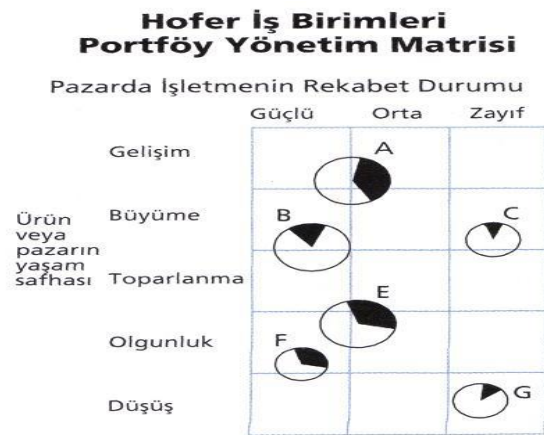 Hofer İş Birimleri
Portföy Yönetim Matrisi
Pazarda İşletmenin Rekabet Durumu
Güçlü Orta Zayıf
Gelişim
A
Büyüme
B
C
Ürün
veya
pazarın
yaşam
safhası
Toparlanma
E
Olgunluk
F
Düşüş
G